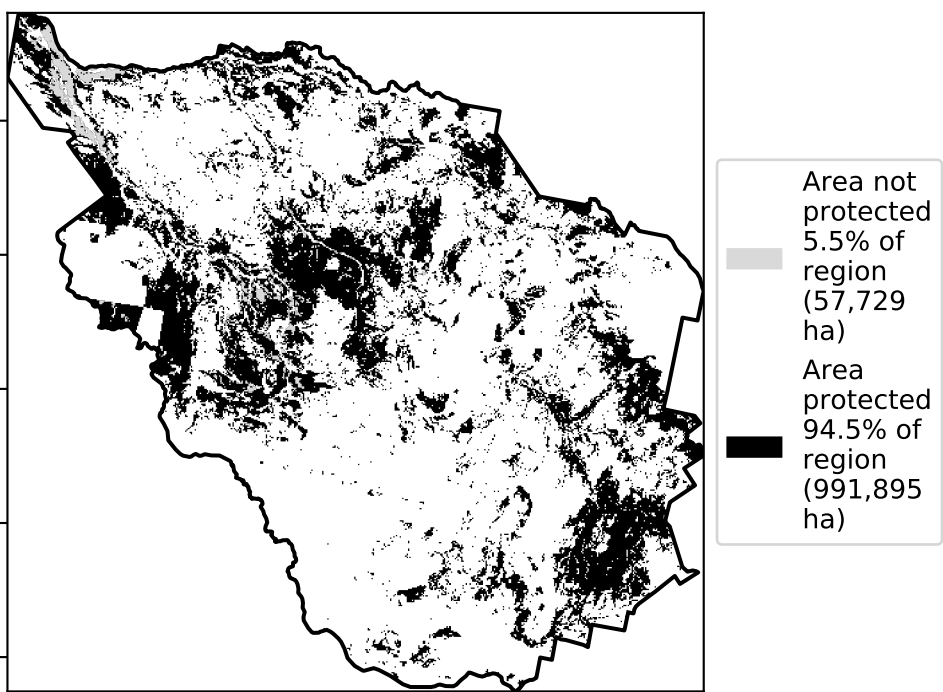 Area not
protected
5.5% of
region
(57,729
ha)
Area
protected
94.5% of
region
(991,895
ha)